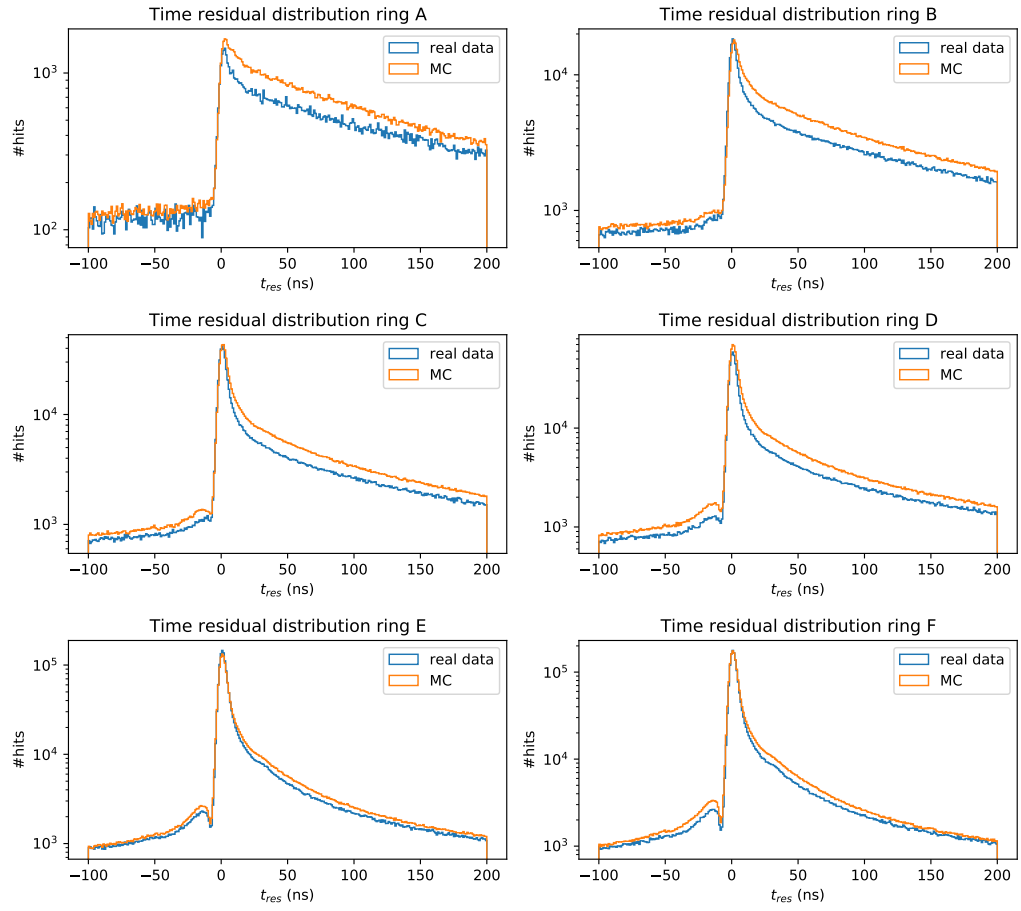 Time residual distribution ring A
#hits
10³
10²
real data
MC
−100 −50 0 50 100 150 200
t_res (ns)
Time residual distribution ring B
#hits
10⁴
10³
real data
MC
−100 −50 0 50 100 150 200
t_res (ns)
Time residual distribution ring C
#hits
10⁴
10³
real data
MC
−100 −50 0 50 100 150 200
t_res (ns)
Time residual distribution ring D
#hits
10⁴
10³
real data
MC
−100 −50 0 50 100 150 200
t_res (ns)
Time residual distribution ring E
#hits
10⁵
10⁴
10³
real data
MC
−100 −50 0 50 100 150 200
t_res (ns)
Time residual distribution ring F
#hits
10⁵
10⁴
10³
real data
MC
−100 −50 0 50 100 150 200
t_res (ns)